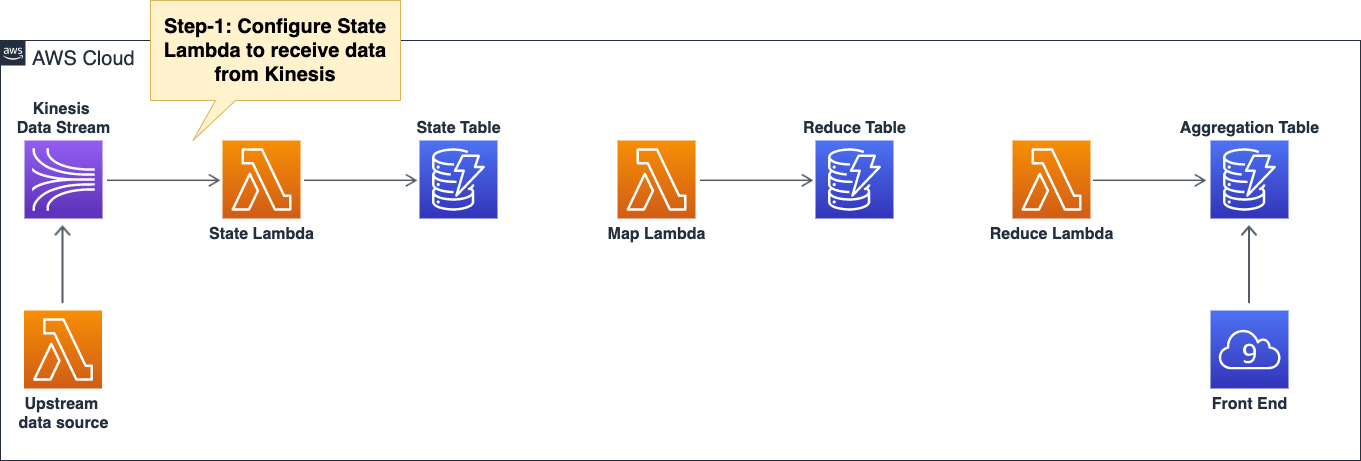 Step-1: Configure State
Lambda to receive data
from Kinesis
aws
AWS Cloud
Kinesis
Data Stream
State Table
Reduce Table
Aggregation Table
State Lambda
Map Lambda
Reduce Lambda
9
Upstream
data source
Front End